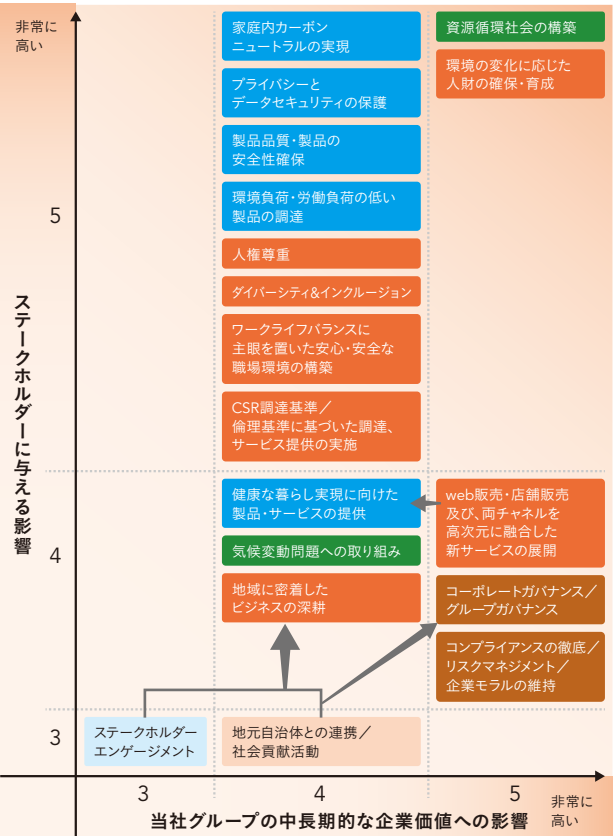 非常に
高い
家庭内カーボン
ニュートラルの実現
プライバシーと
データセキュリティの保護
製品品質・製品の
安全性確保
環境負荷・労働負荷の低い
製品の調達
人権尊重
ダイバーシティ&インクルージョン
ワークライフバランスに
主眼を置いた安心・安全な
職場環境の構築
CSR調達基準／
倫理基準に基づいた調達、
サービス提供の実施
資源循環社会の構築
環境の変化に応じた
人財の確保・育成
5
ステークホルダーに与える影響
健康な暮らし実現に向けた
製品・サービスの提供
気候変動問題への取り組み
地域に密着した
ビジネスの深耕
web販売・店舗販売
及び、両チャネルを
高次元に融合した
新サービスの展開
コーポレートガバナンス／
グループガバナンス
コンプライアンスの徹底／
リスクマネジメント／
企業モラルの維持
4
3
ステークホルダー
エンゲージメント
地元自治体との連携／
社会貢献活動
3
4
5
非常に
高い
当社グループの中長期的な企業価値への影響